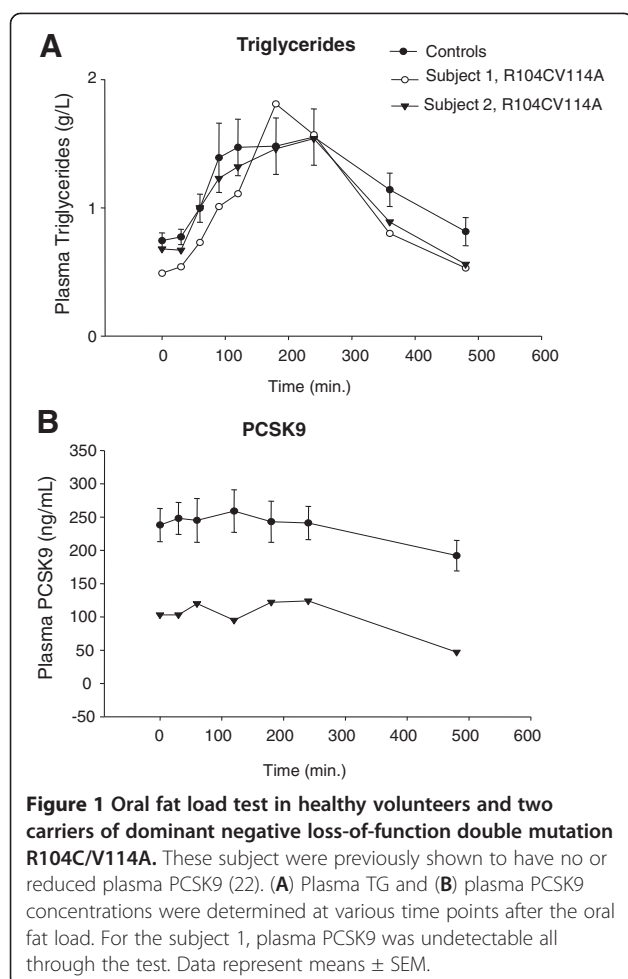 A
Triglycerides
Controls
Subject 1, R104CV114A
Subject 2, R104CV114A
Plasma Triglycerides (g/L)
2
1
0
0 100 200 300 400 500 600
Time (min.)
B
PCSK9
Plasma PCSK9 (ng/mL)
350
300
250
200
150
100
50
0
-50
0 100 200 300 400 500 600
Time (min.)
Figure 1 Oral fat load test in healthy volunteers and two
carriers of dominant negative loss-of-function double mutation
R104C/V114A. These subject were previously shown to have no or
reduced plasma PCSK9 (22). (A) Plasma TG and (B) plasma PCSK9
concentrations were determined at various time points after the oral
fat load. For the subject 1, plasma PCSK9 was undetectable all
through the test. Data represent means ± SEM.